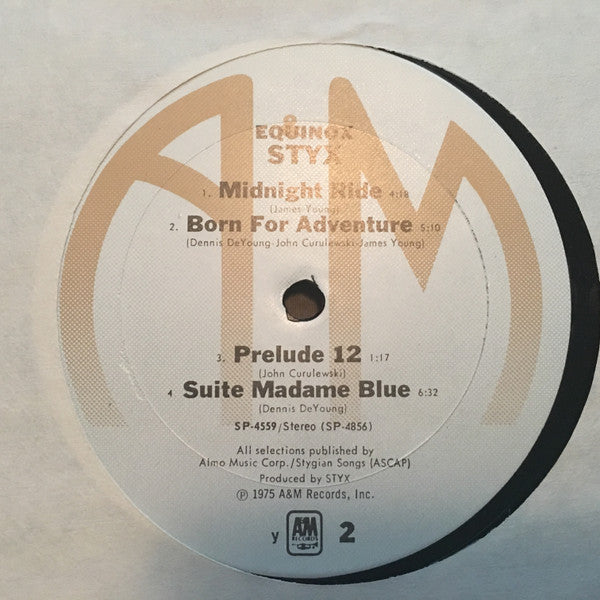 A&M
EQUINOX
STYX
1. Midnight Ride 4:18
(James Young)
2. Born For Adventure 5:10
(Dennis DeYoung-John Curulewski-James Young)
3. Prelude 12 1:17
(John Curulewski)
4 Suite Madame Blue 6:32
(Dennis DeYoung)
SP-4559/Stereo (SP-4856)
All selections published by
Almo Music Corp./Stygian Songs (ASCAP)
Produced by STYX
℗ 1975 A&M Records, Inc.
y A&M RECORDS 2